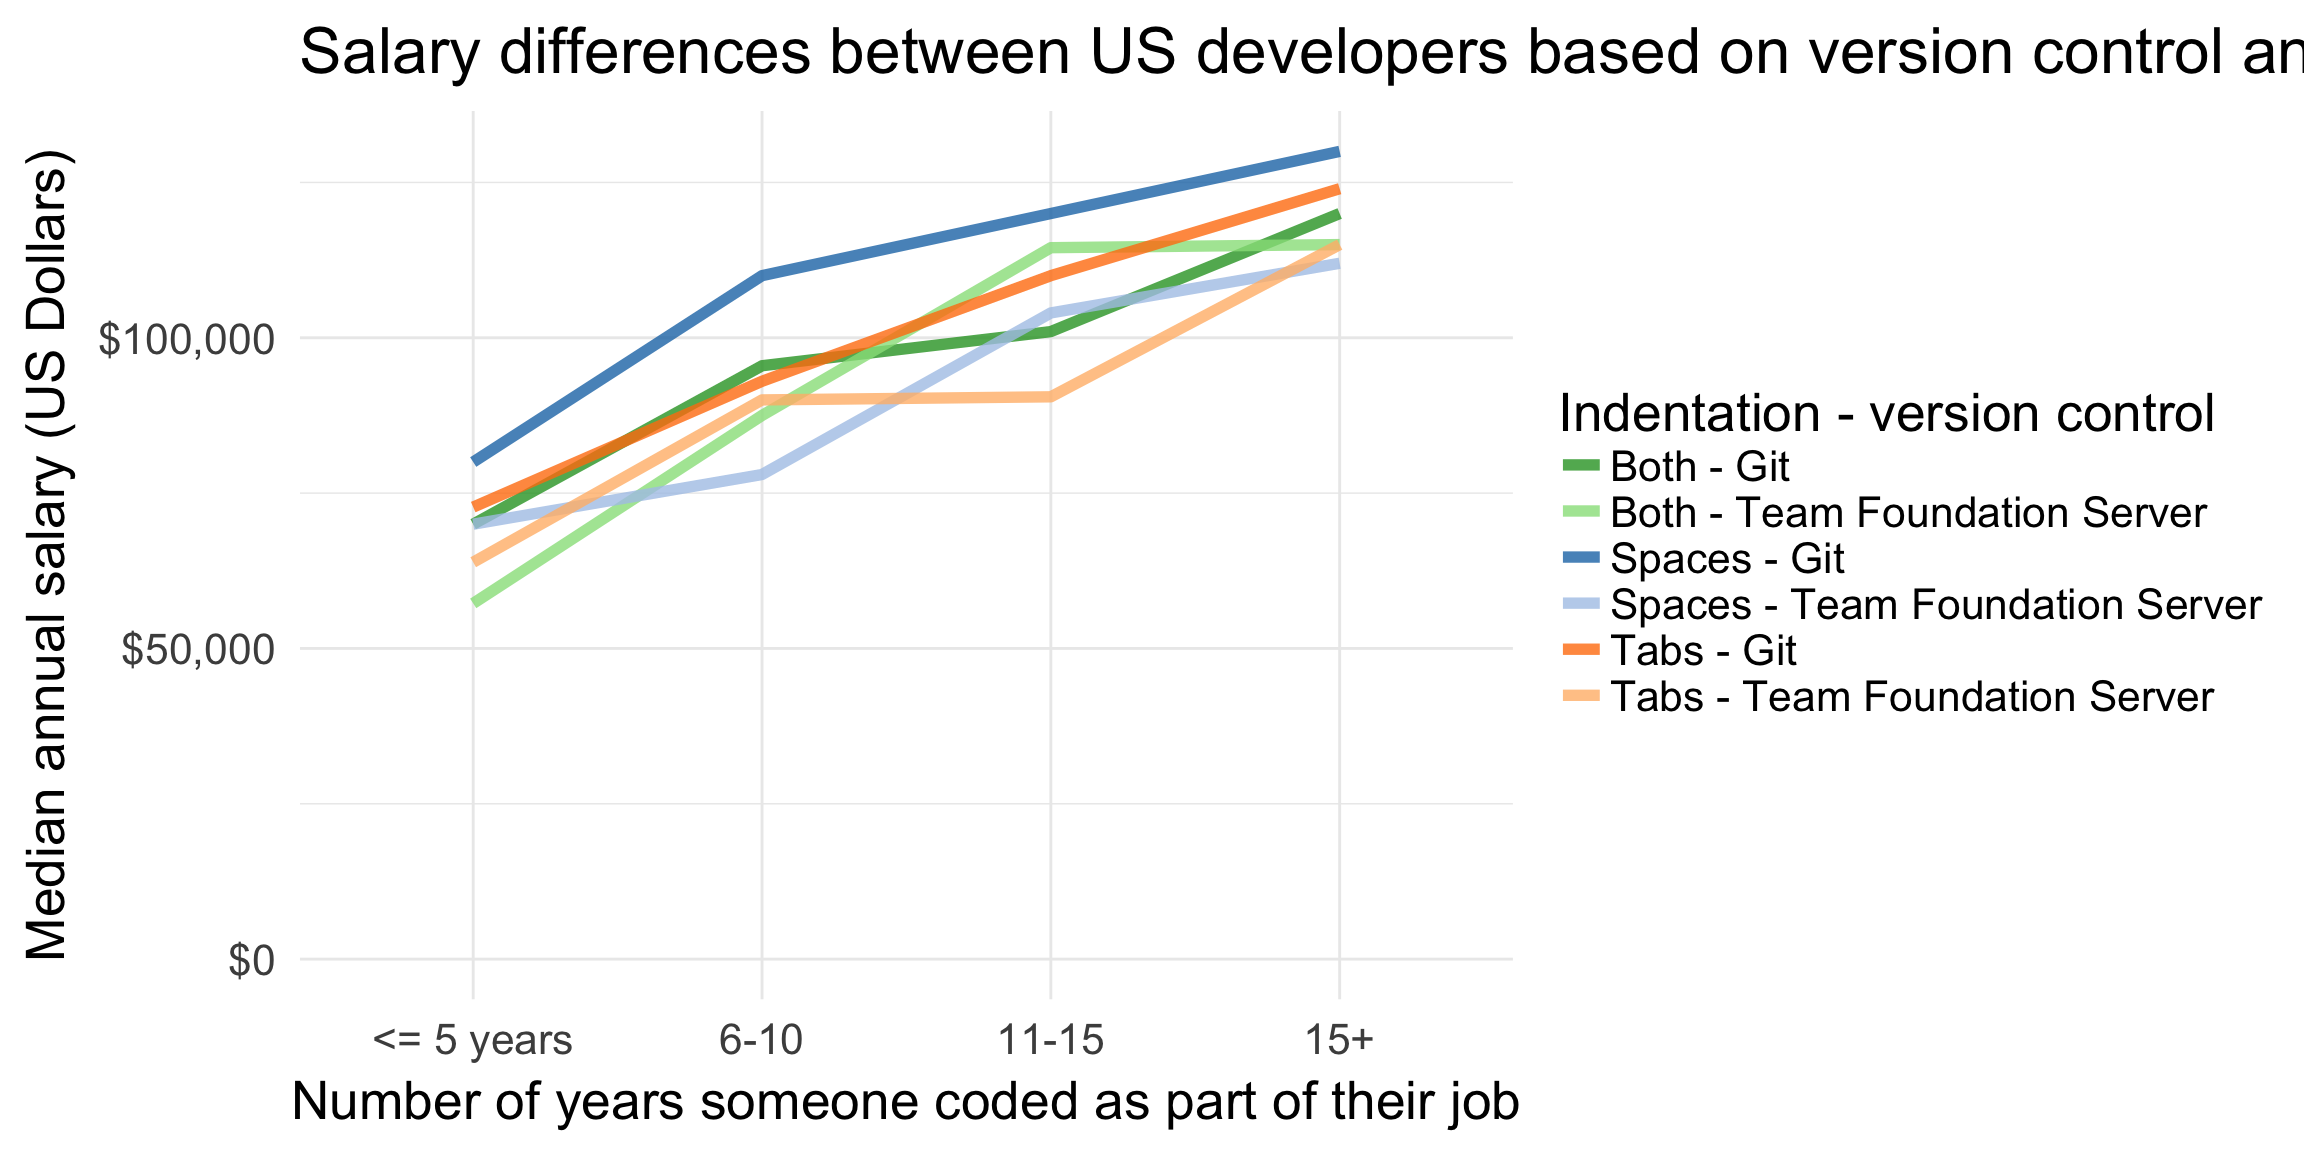 Salary differences between US developers based on version control an
Median annual salary (US Dollars)
$100,000
$50,000
$0
<= 5 years
6-10
11-15
15+
Number of years someone coded as part of their job
Indentation - version control
Both - Git
Both - Team Foundation Server
Spaces - Git
Spaces - Team Foundation Server
Tabs - Git
Tabs - Team Foundation Server